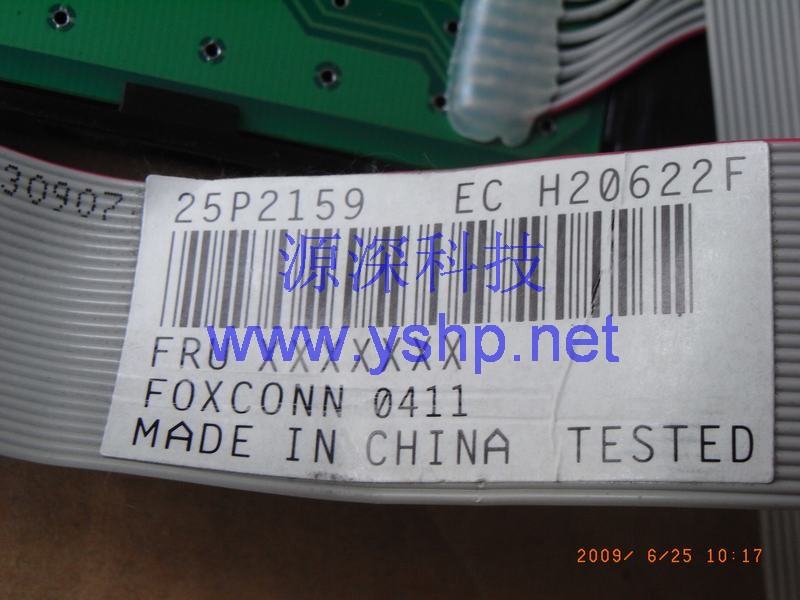 30907
25P2159 EC H20622F
源深科技
www.yshp.net
FRU XXXXXXX
FOXCONN 0411
MADE IN CHINA TESTED
2009/ 6/25 10:17